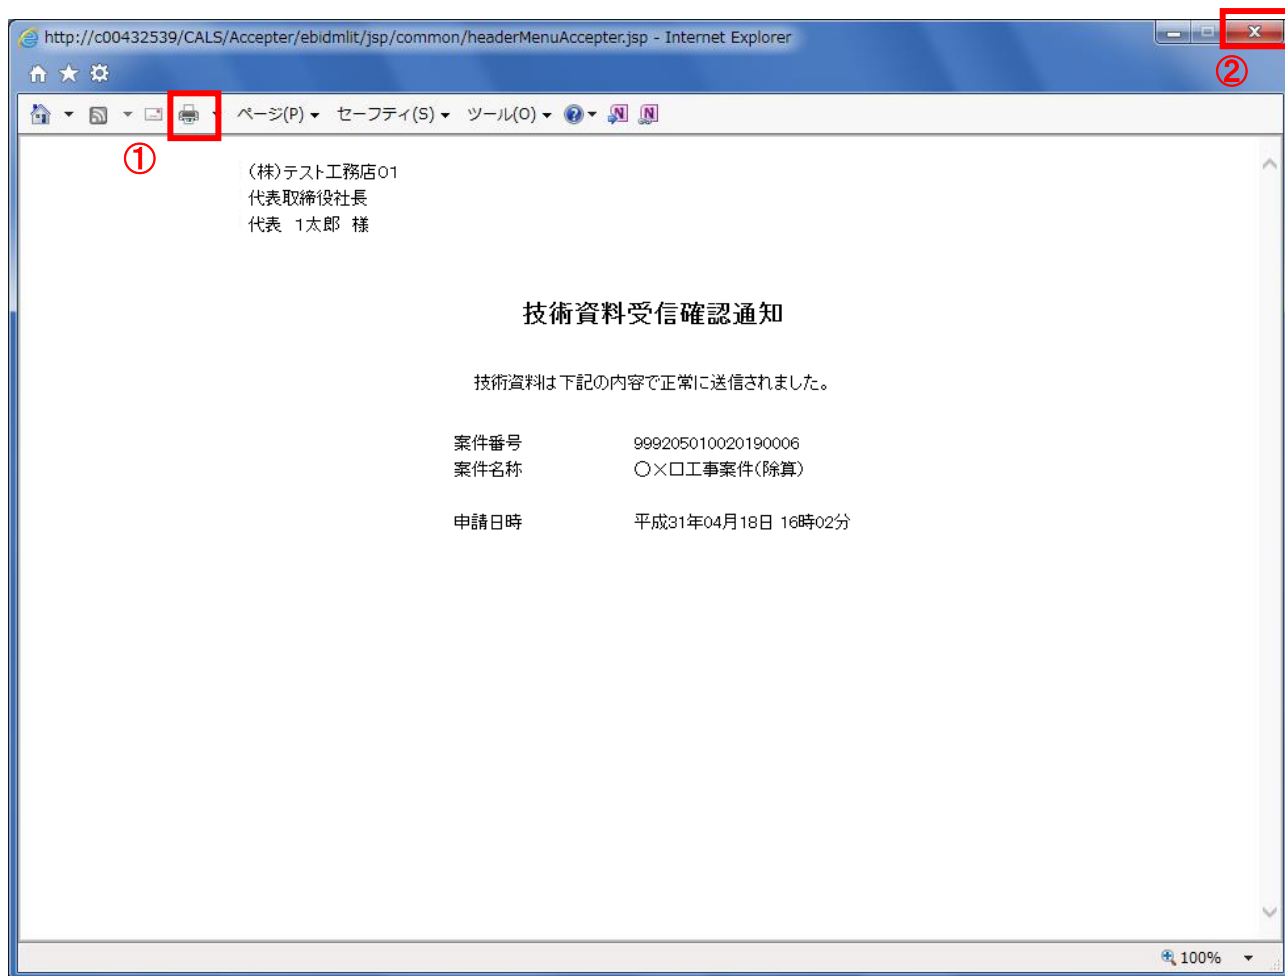 http://c00432539/CALS/Accepter/ebidmlit/jsp/common/headerMenuAccepter.jsp - Internet Explorer
②
ページ(P) セーフティ(S) ツール(O)
①
(株)テスト工務店01
代表取締役社長
代表 1太郎 様
技術資料受信確認通知
技術資料は下記の内容で正常に送信されました。
案件番号 999205010020190006
案件名称 ○×口工事案件(除算)
申請日時 平成31年04月18日 16時02分
100%